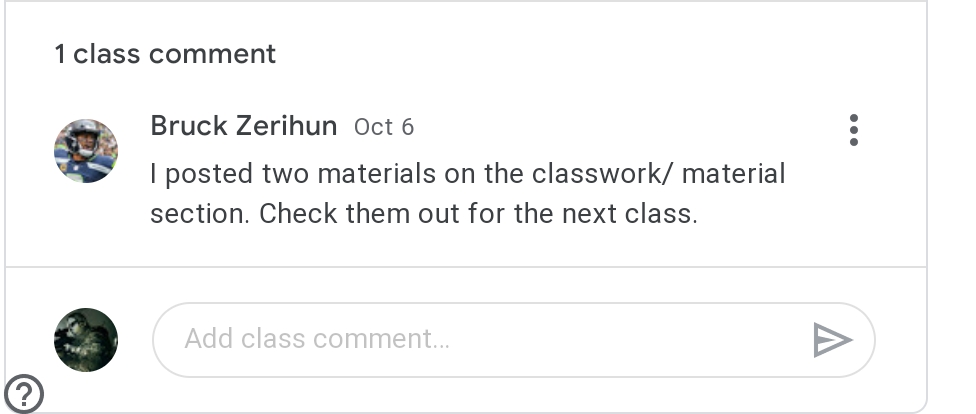 1 class comment
Bruck Zerihun Oct 6
I posted two materials on the classwork/ material
section. Check them out for the next class.
Add class comment...
?